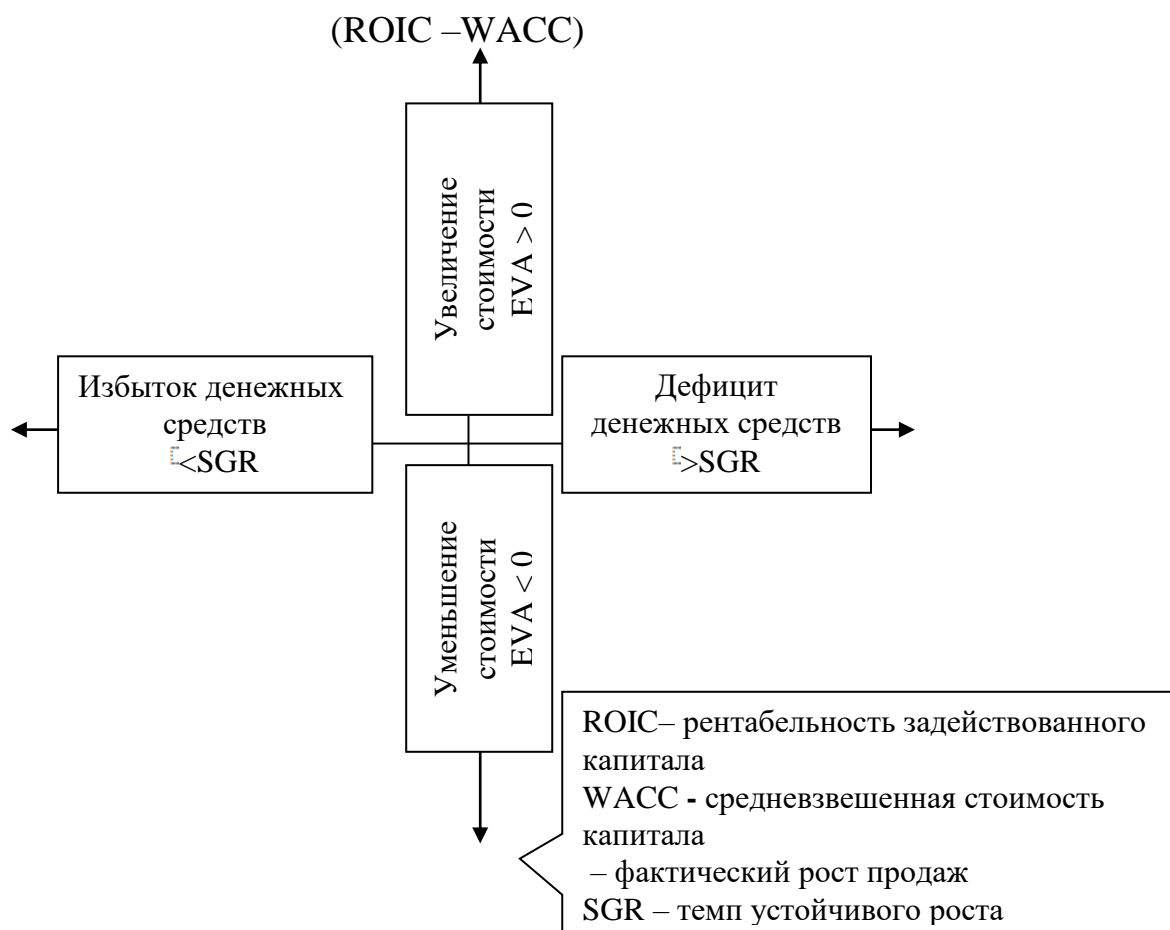 (ROIC –WACC)
Увеличение
стоимости
EVA > 0
Избыток денежных
средств
<SGR
Дефицит
денежных средств
>SGR
Уменьшение
стоимости
EVA < 0
ROIC– рентабельность задействованного
капитала
WACC - средневзвешенная стоимость
капитала
– фактический рост продаж
SGR – темп устойчивого роста